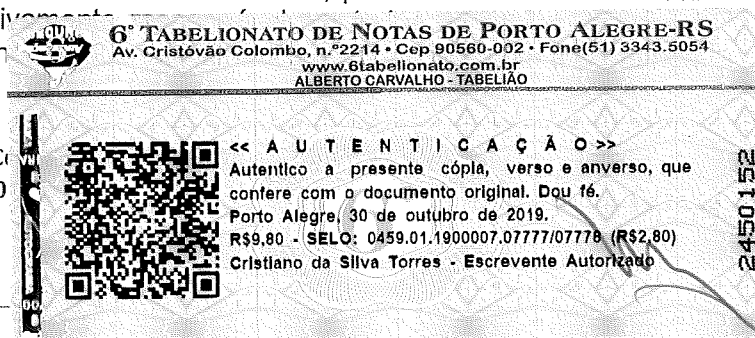 6° TABELIONATO DE NOTAS DE PORTO ALEGRE-RS
Av. Cristóvão Colombo, n.°2214 • Cep 90560-002 • Fone(51) 3343.5054
www.6tabelionato.com.br
ALBERTO CARVALHO - TABELIÃO
<< A U T E N T I C A Ç Ã O >>
Autentico a presente cópia, verso e anverso, que
confere com o documento original. Dou fé.
Porto Alegre, 30 de outubro de 2019.
R$9,80 - SELO: 0459.01.1900007.07777/07778 (R$2,80)
Cristiano da Silva Torres - Escrevente Autorizado
2450152